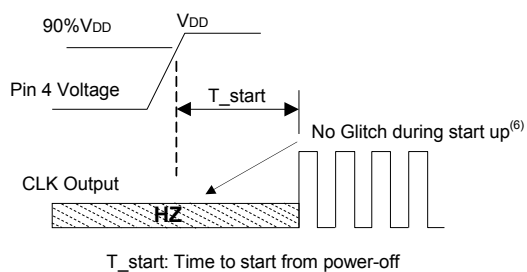 90%VDD
VDD
Pin 4 Voltage
T_start
No Glitch during start up(6)
CLK Output
HZ
T_start: Time to start from power-off